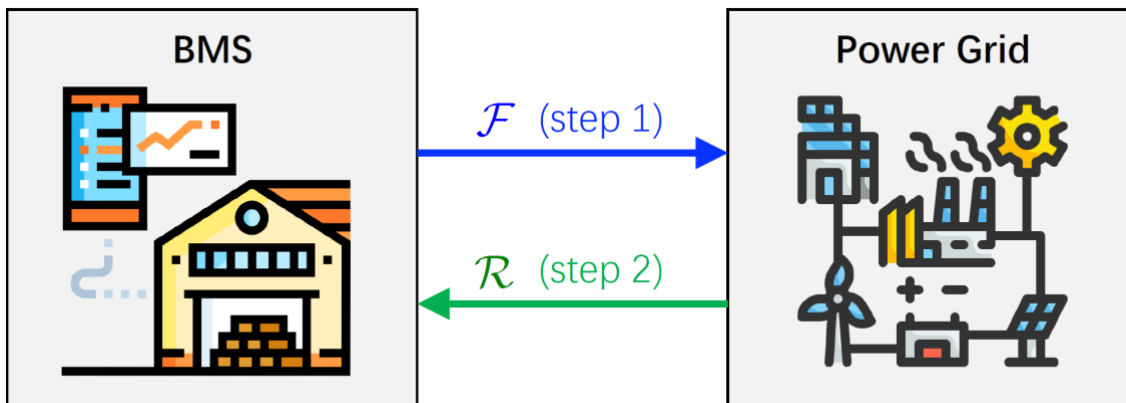 BMS
Power Grid
ℱ (step 1)
ℛ (step 2)